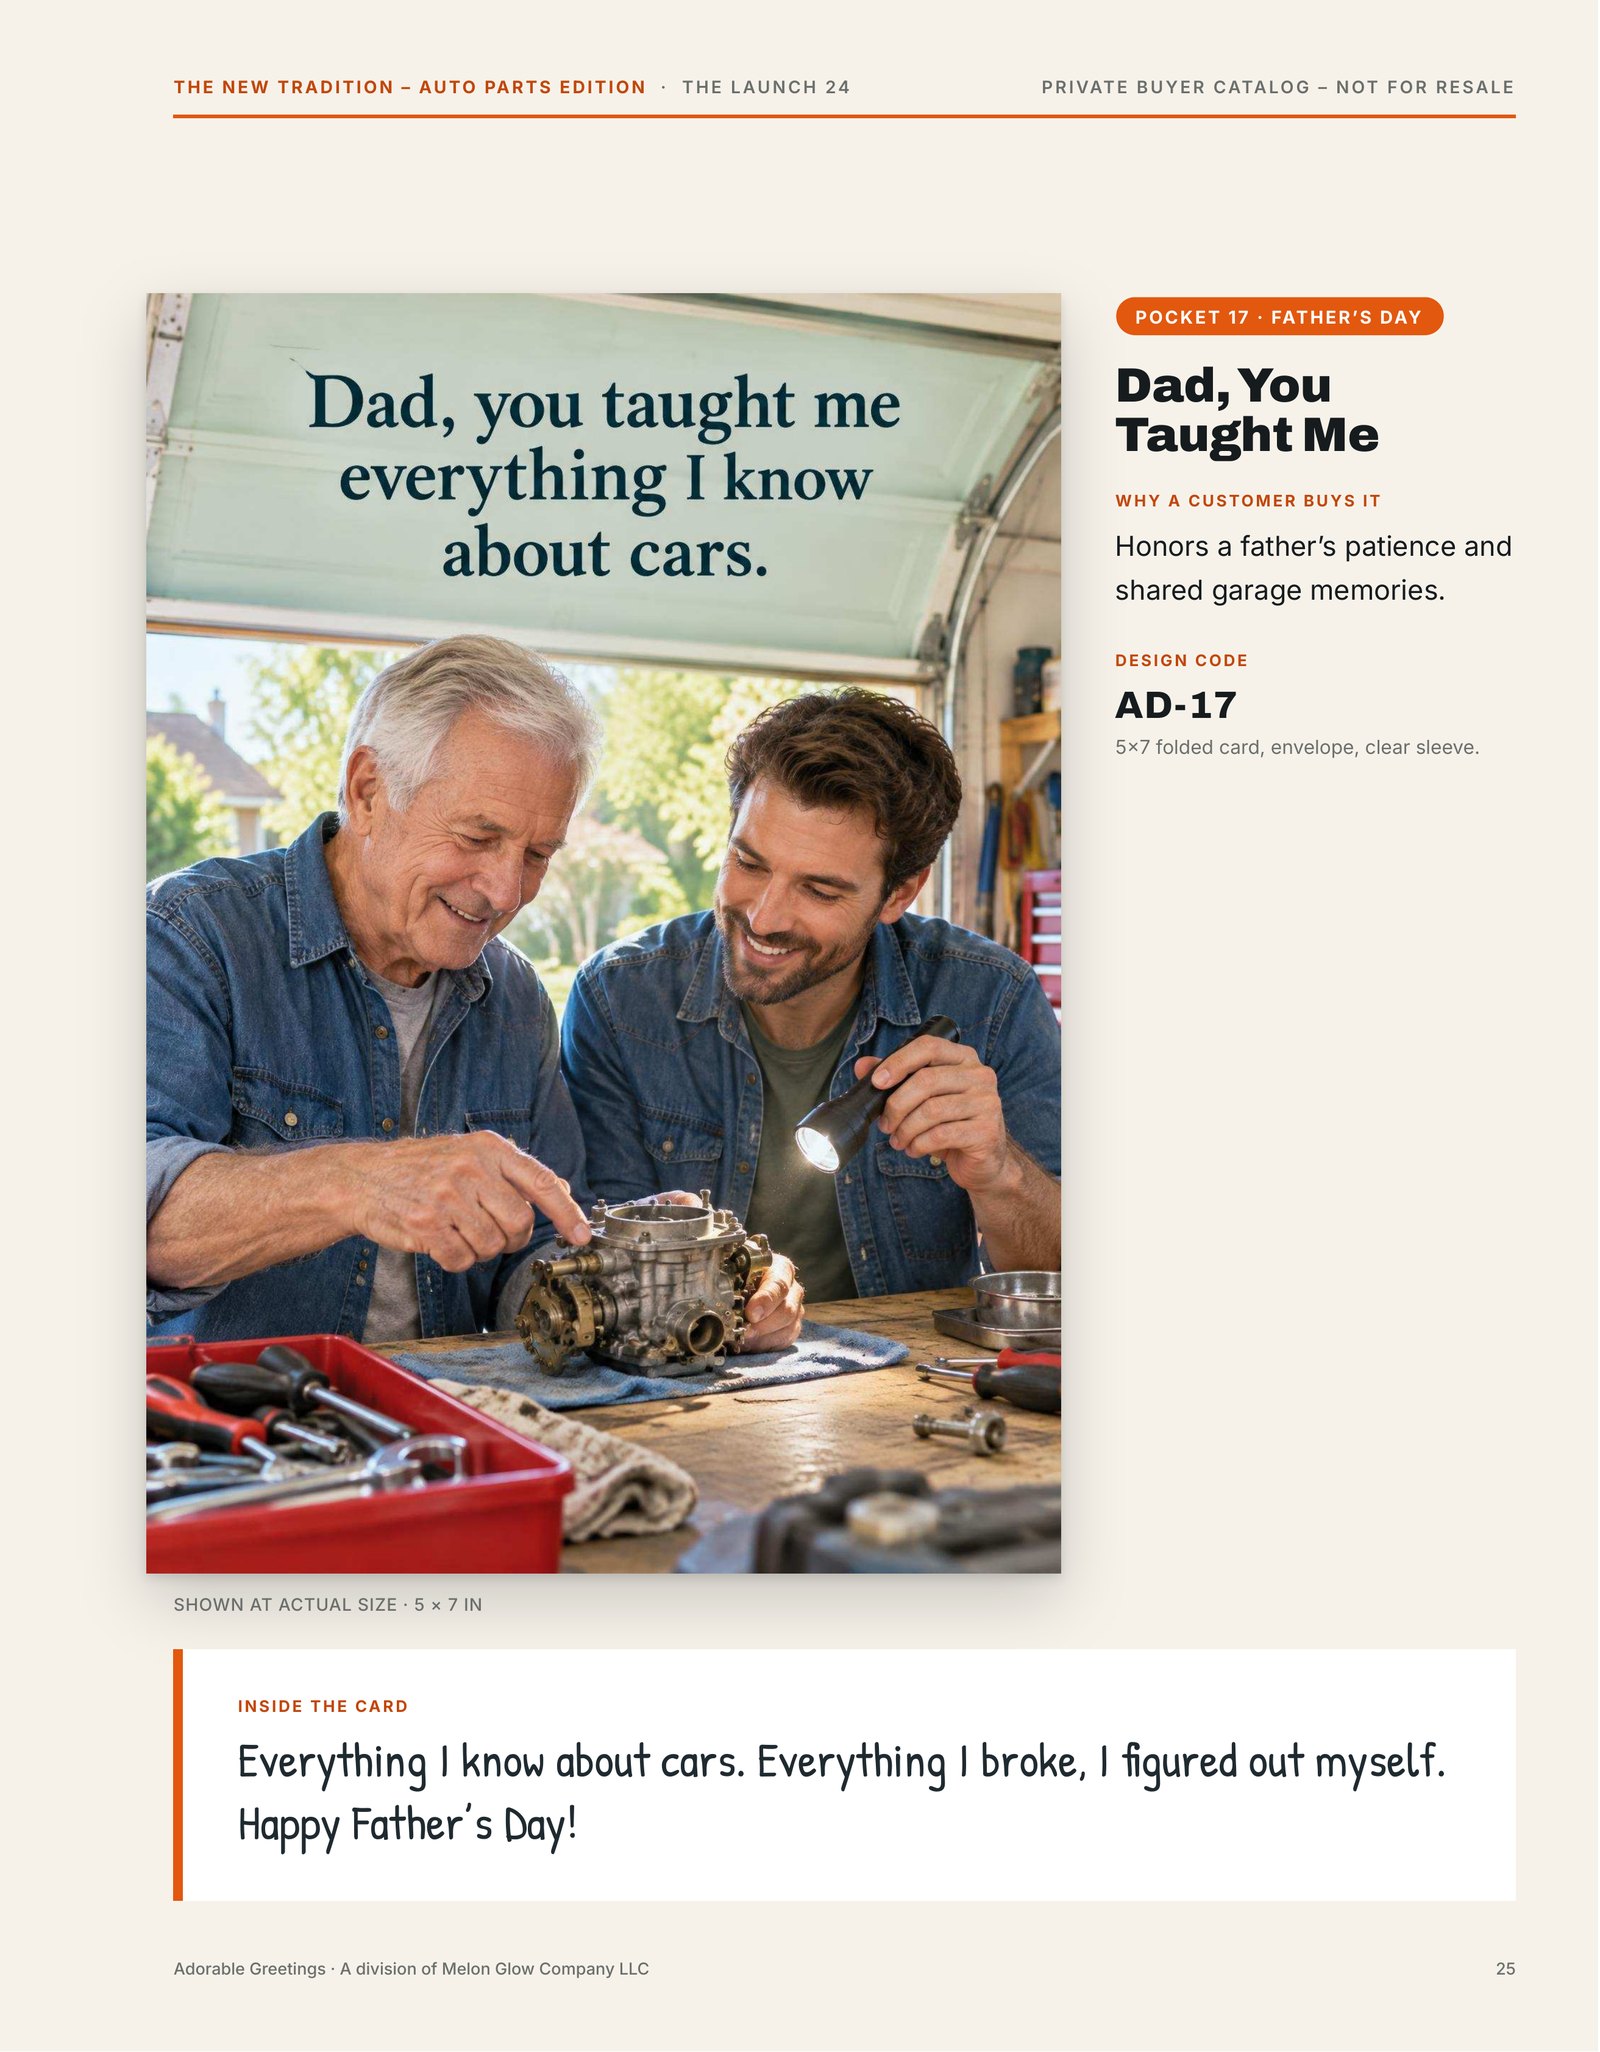 THE NEW TRADITION – AUTO PARTS EDITION · THE LAUNCH 24
PRIVATE BUYER CATALOG – NOT FOR RESALE
Dad, you taught me
everything I know
about cars.
POCKET 17 · FATHER’S DAY
Dad, You
Taught Me
WHY A CUSTOMER BUYS IT
Honors a father’s patience and
shared garage memories.
DESIGN CODE
AD-17
5×7 folded card, envelope, clear sleeve.
SHOWN AT ACTUAL SIZE · 5 × 7 IN
INSIDE THE CARD
Everything I know about cars. Everything I broke, I figured out myself.
Happy Father’s Day!
Adorable Greetings · A division of Melon Glow Company LLC
25